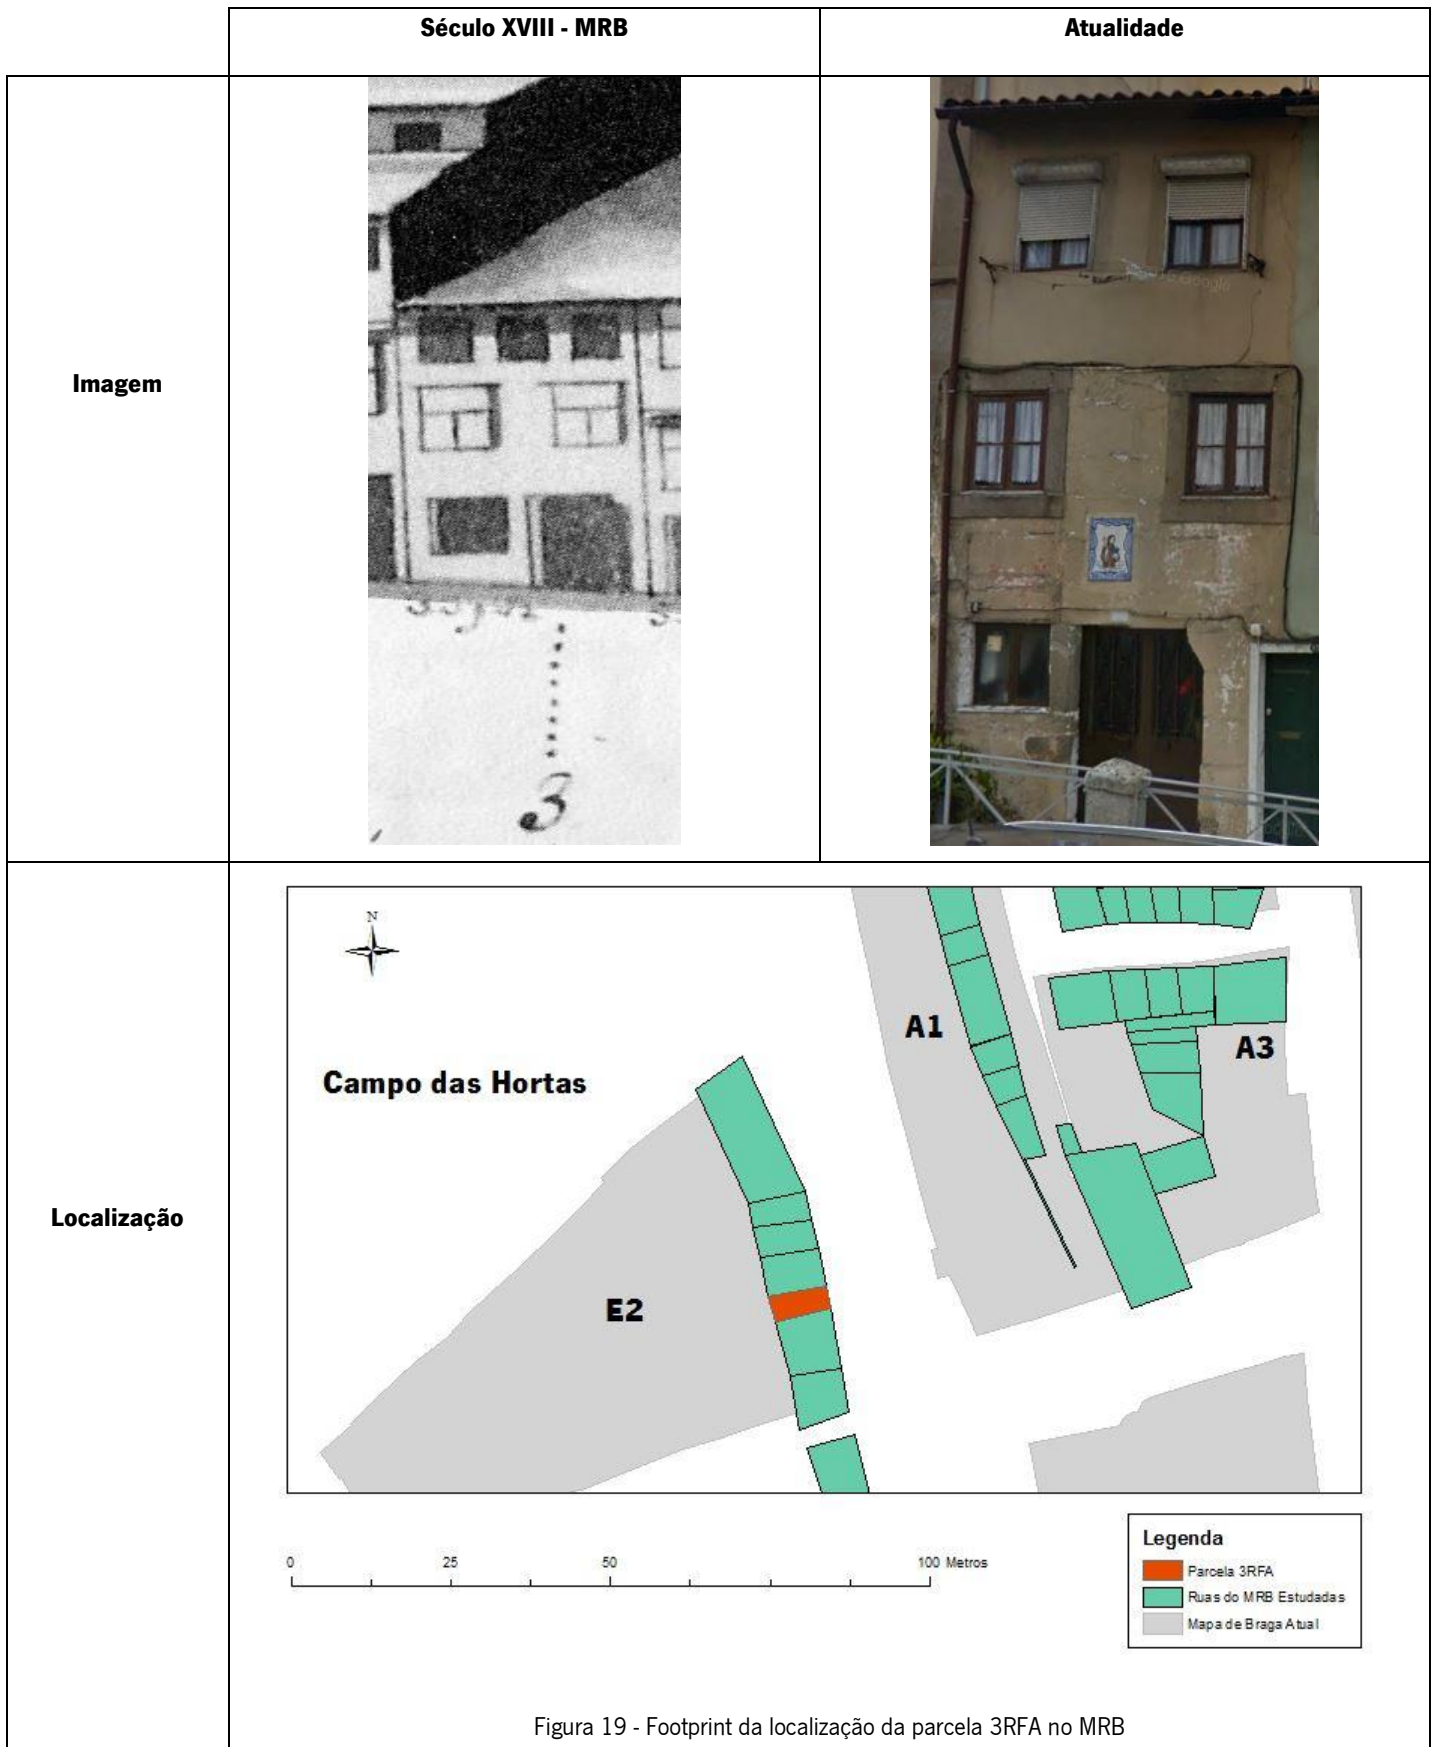 Século XVIII - MRB
Atualidade
Imagem
3
Localização
N
Campo das Hortas
A1
A3
E2
0 25 50 100 Metros
Legenda
Parcela 3RFA
Ruas do MRB Estudadas
Mapa de Braga Atual
Figura 19 - Footprint da localização da parcela 3RFA no MRB